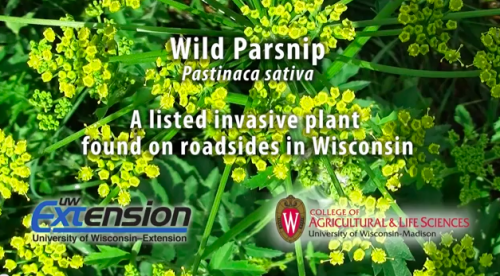 Wild Parsnip
Pastinaca sativa
A listed invasive plant
found on roadsides in Wisconsin
UW
Extension
University of Wisconsin–Extension
W
COLLEGE OF
AGRICULTURAL & LIFE SCIENCES
University of Wisconsin-Madison